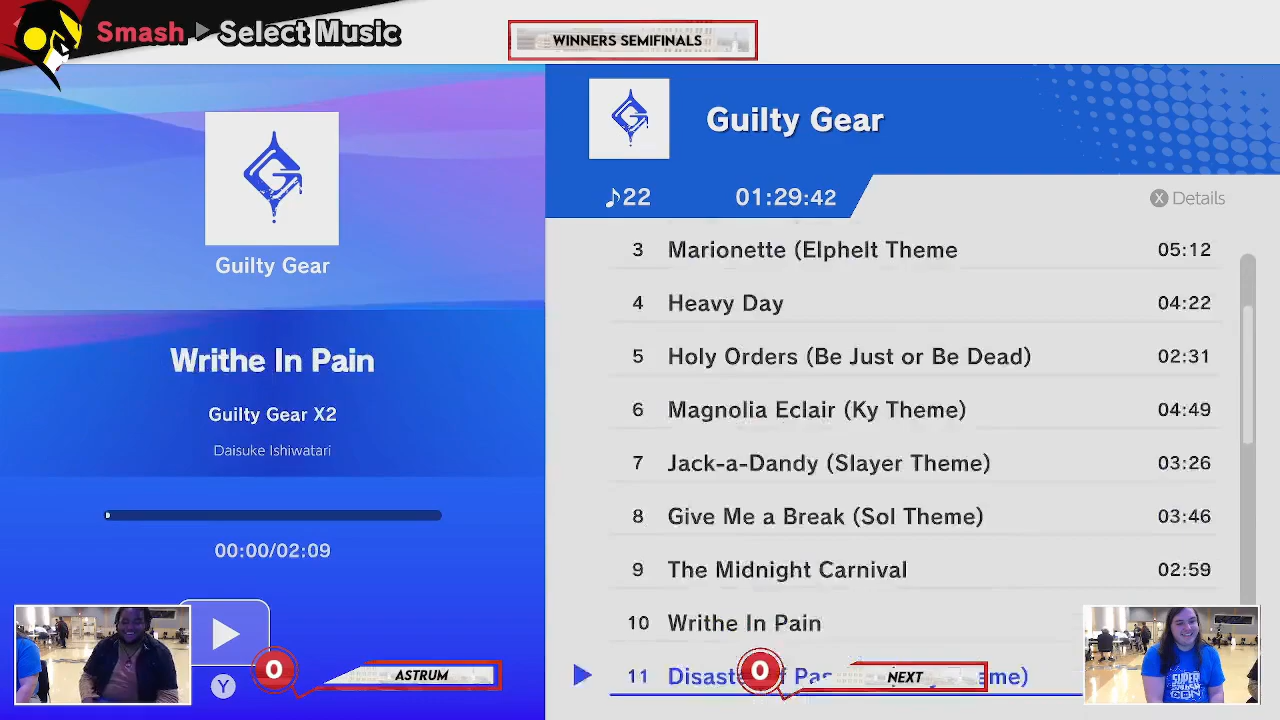 Smash ▶ Select Music
WINNERS SEMIFINALS
Guilty Gear
♪22 01:29:42
X Details
Guilty Gear
Writhe In Pain
Guilty Gear X2
Daisuke Ishiwatari
00:00/02:09
Y
3 Marionette (Elphelt Theme 05:12
4 Heavy Day 04:22
5 Holy Orders (Be Just or Be Dead) 02:31
6 Magnolia Eclair (Ky Theme) 04:49
7 Jack-a-Dandy (Slayer Theme) 03:26
8 Give Me a Break (Sol Theme) 03:46
9 The Midnight Carnival 02:59
10 Writhe In Pain
11
0 ASTRUM
0 NEXT